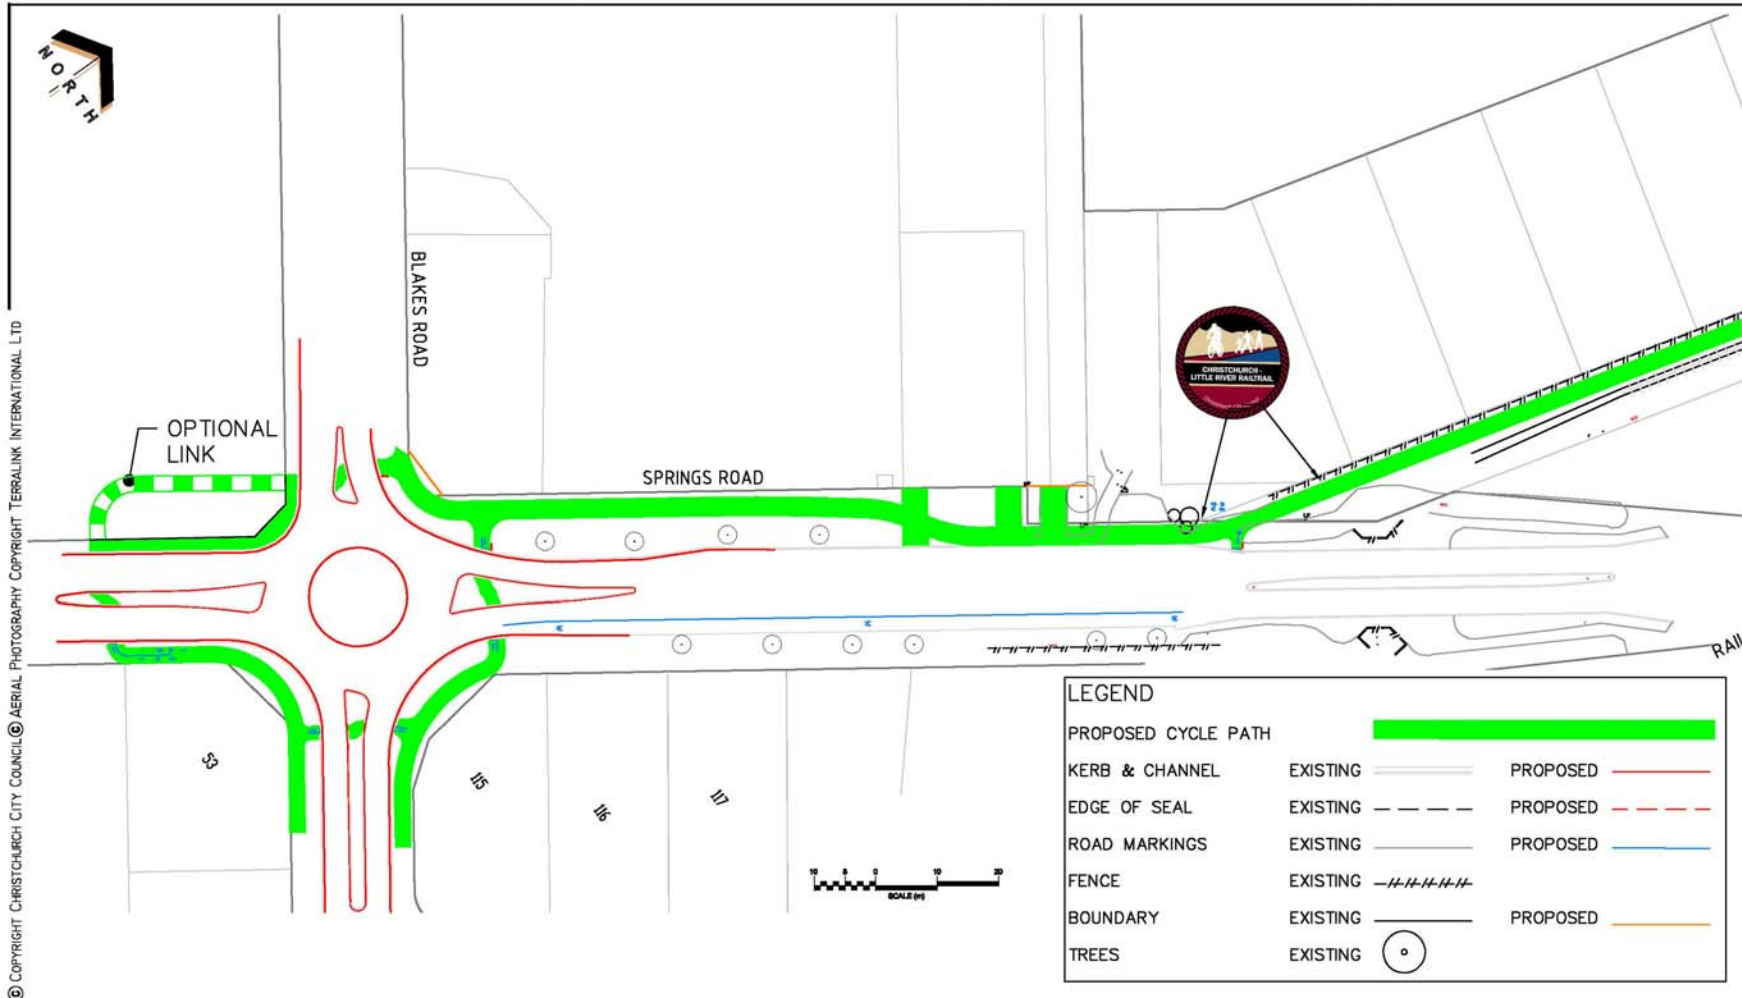 NORTH
BLAKES ROAD
OPTIONAL
LINK
SPRINGS ROAD
CHRISTCHURCH -
LITTLE RIVER RAILTRAIL
RAIL
53
115
116
117
10 5 0 10 20
SCALE (m)
LEGEND
PROPOSED CYCLE PATH
KERB & CHANNEL EXISTING PROPOSED
EDGE OF SEAL EXISTING PROPOSED
ROAD MARKINGS EXISTING PROPOSED
FENCE EXISTING
BOUNDARY EXISTING PROPOSED
TREES EXISTING
© COPYRIGHT CHRISTCHURCH CITY COUNCIL © AERIAL PHOTOGRAPHY COPYRIGHT TERRALINK INTERNATIONAL LTD